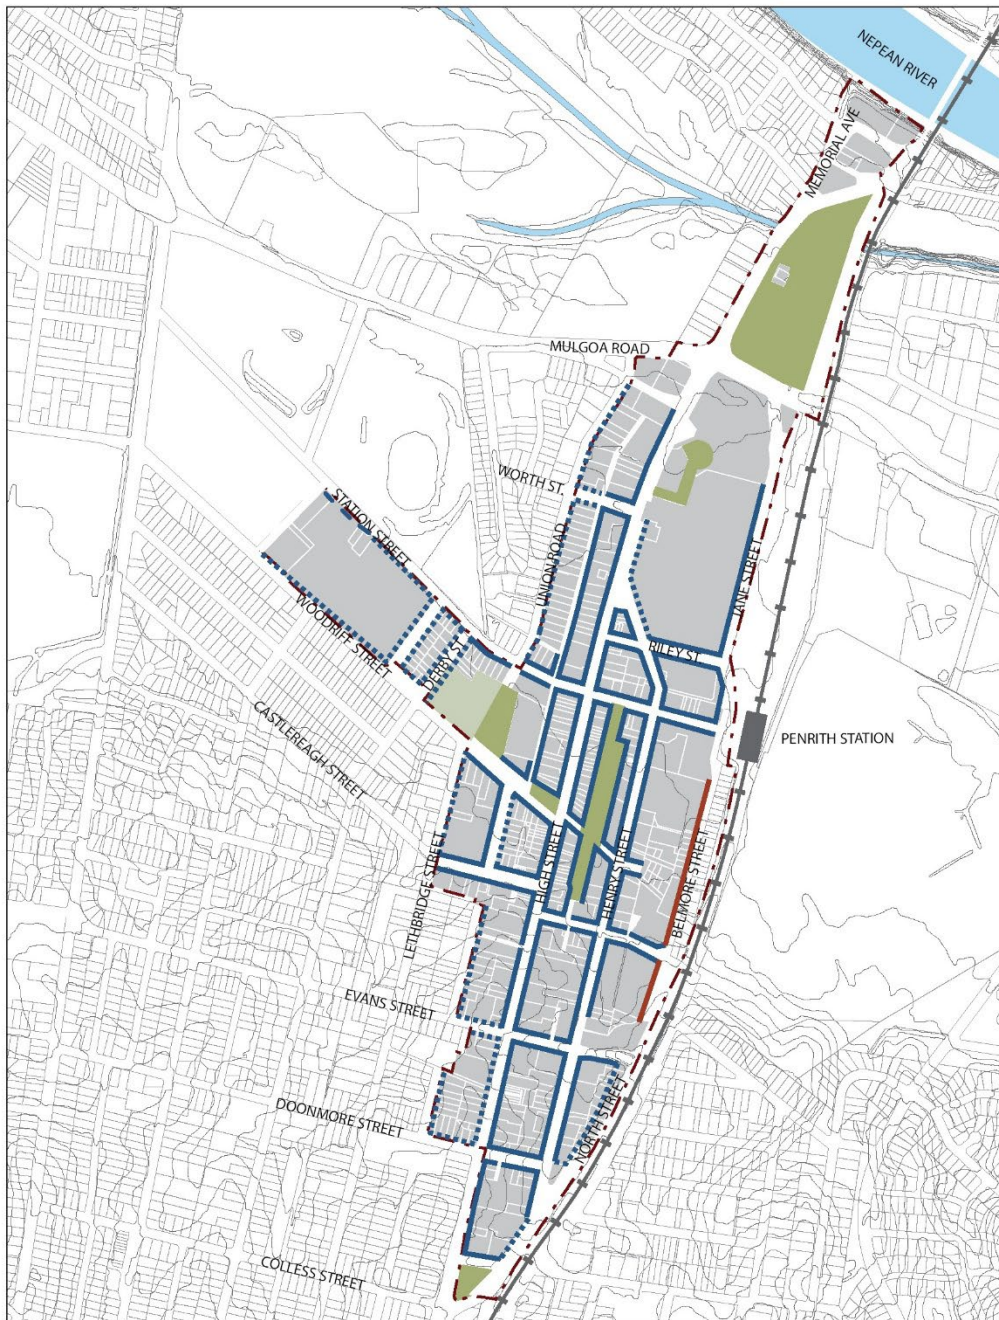 NEPEAN RIVER
MEMORIAL AVE
MULGOA ROAD
WORTH ST.
STATION STREET
UNION ROAD
JANE STREET
WOODRIFF STREET
DERBY ST
RILEY ST
CASTLEREAGH STREET
PENRITH STATION
LETHBRIDGE STREET
HIGH STREET
HENRY STREET
BELMORE STREET
EVANS STREET
DOONMORE STREET
NORTH STREET
COLLESS STREET